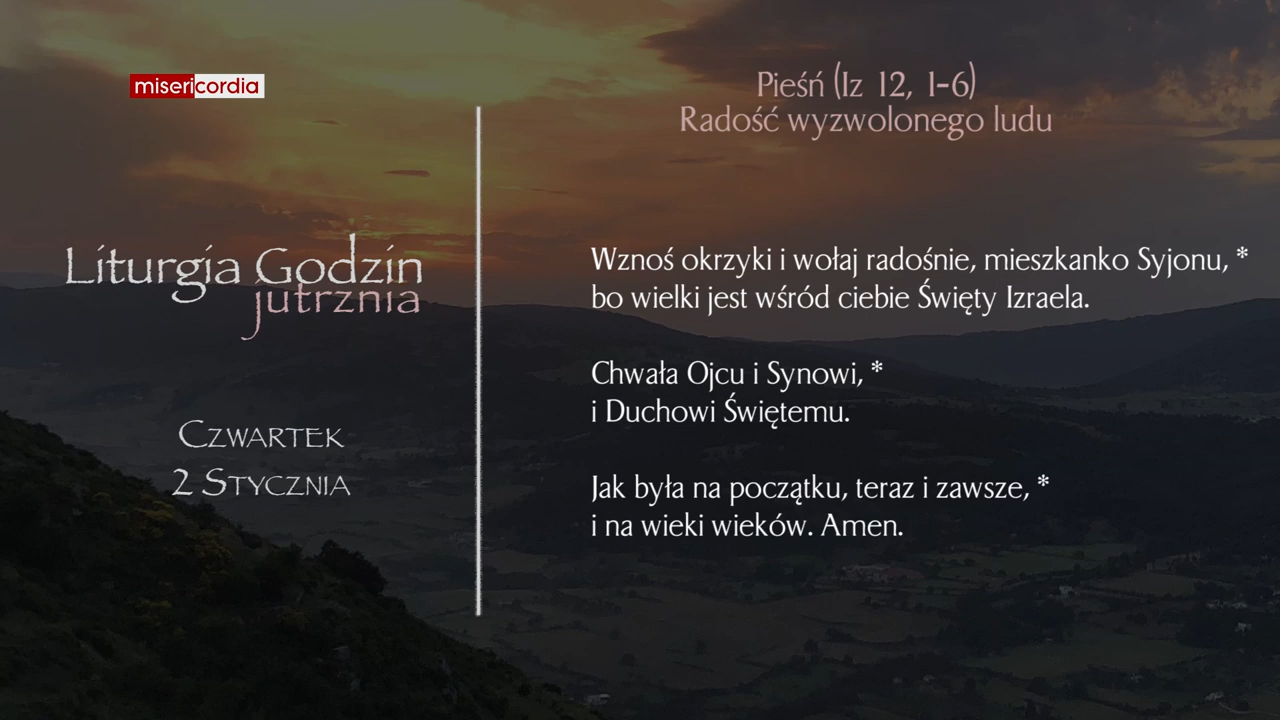 misericordia
Liturgia Godzin
jutrznia
Czwartek
2 Stycznia
Pieśń (Iz 12, 1-6)
Radość wyzwolonego ludu
Wznoś okrzyki i wołaj radośnie, mieszkanko Syjonu, *
bo wielki jest wśród ciebie Święty Izraela.
Chwała Ojcu i Synowi, *
i Duchowi Świętemu.
Jak była na początku, teraz i zawsze, *
i na wieki wieków. Amen.